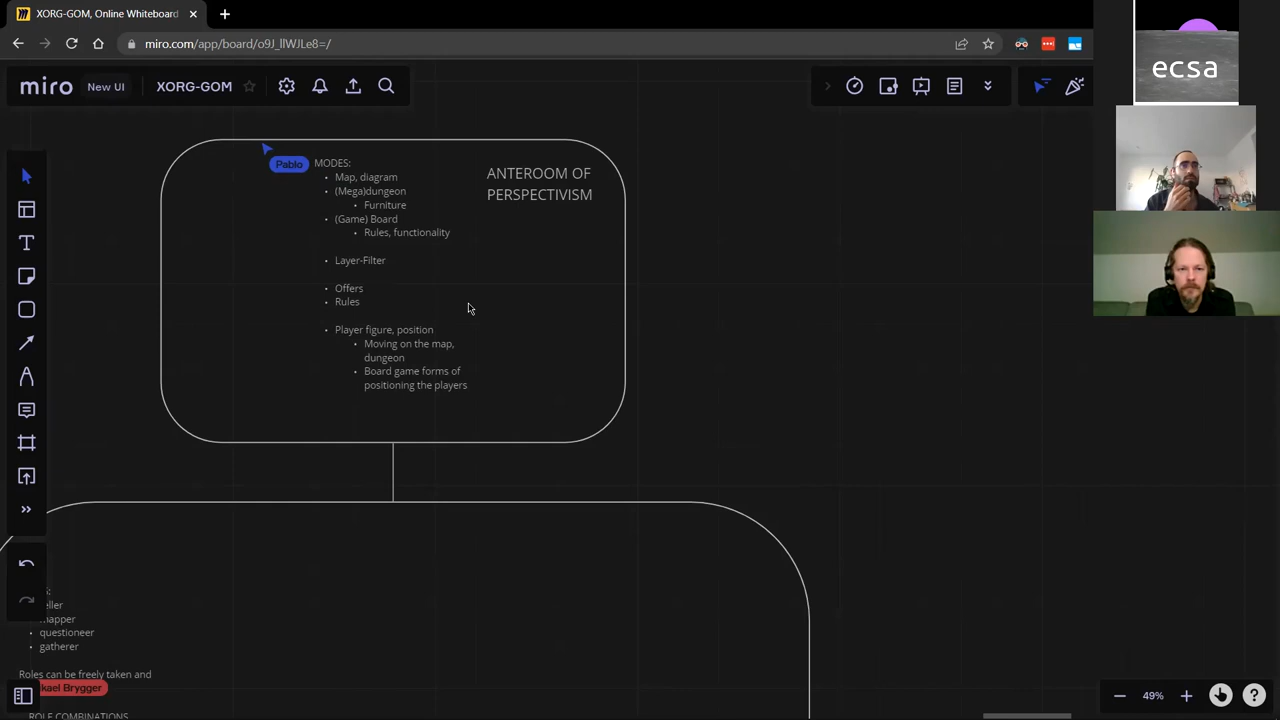 XORG-GOM, Online Whiteboard
miro.com/app/board/o9J_llWJLe8=/
miro
New UI
XORG-GOM
ecsa
Pablo
MODES:
• Map, diagram
• (Mega)dungeon
• Furniture
• (Game) Board
• Rules, functionality
• Layer-Filter
• Offers
• Rules
• Player figure, position
• Moving on the map,
dungeon
• Board game forms of
positioning the players
ANTEROOM OF
PERSPECTIVISM
• questioneer
• gatherer
Roles can be freely taken and
kael Brygger
ROLE COMBINATIONS
49%